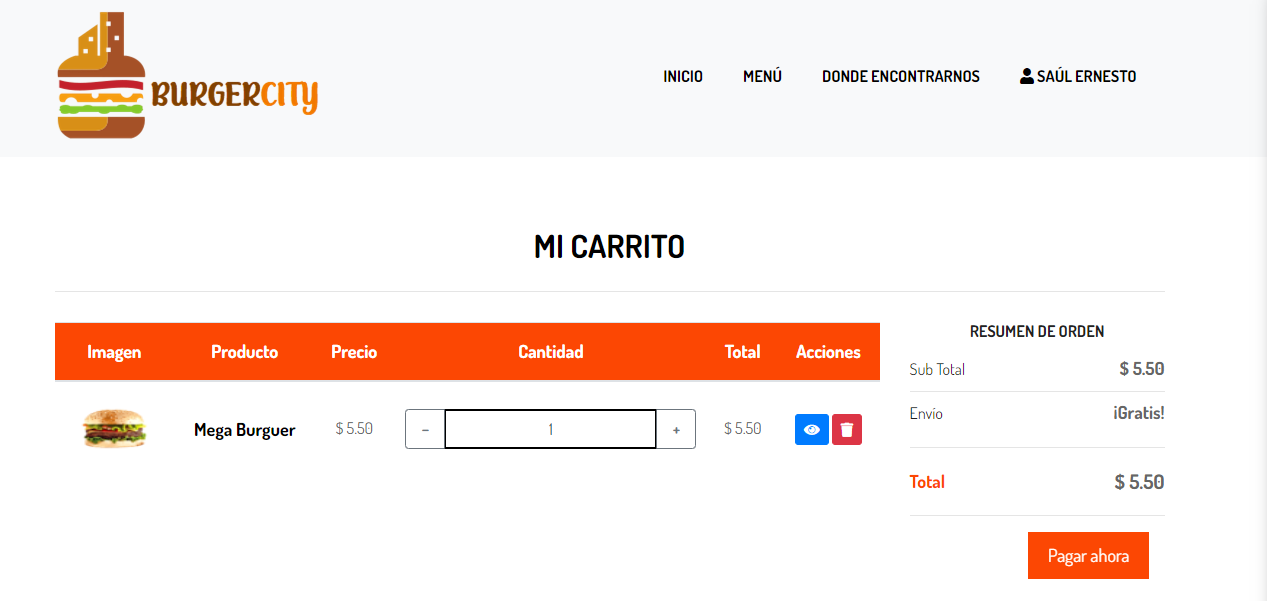 BURGERCITY
INICIO MENÚ DONDE ENCONTRARNOS SAÚL ERNESTO
MI CARRITO
Imagen Producto Precio Cantidad Total Acciones
Mega Burguer $ 5.50 - 1 + $ 5.50
RESUMEN DE ORDEN
Sub Total $ 5.50
Envio ¡Gratis!
Total $ 5.50
Pagar ahora